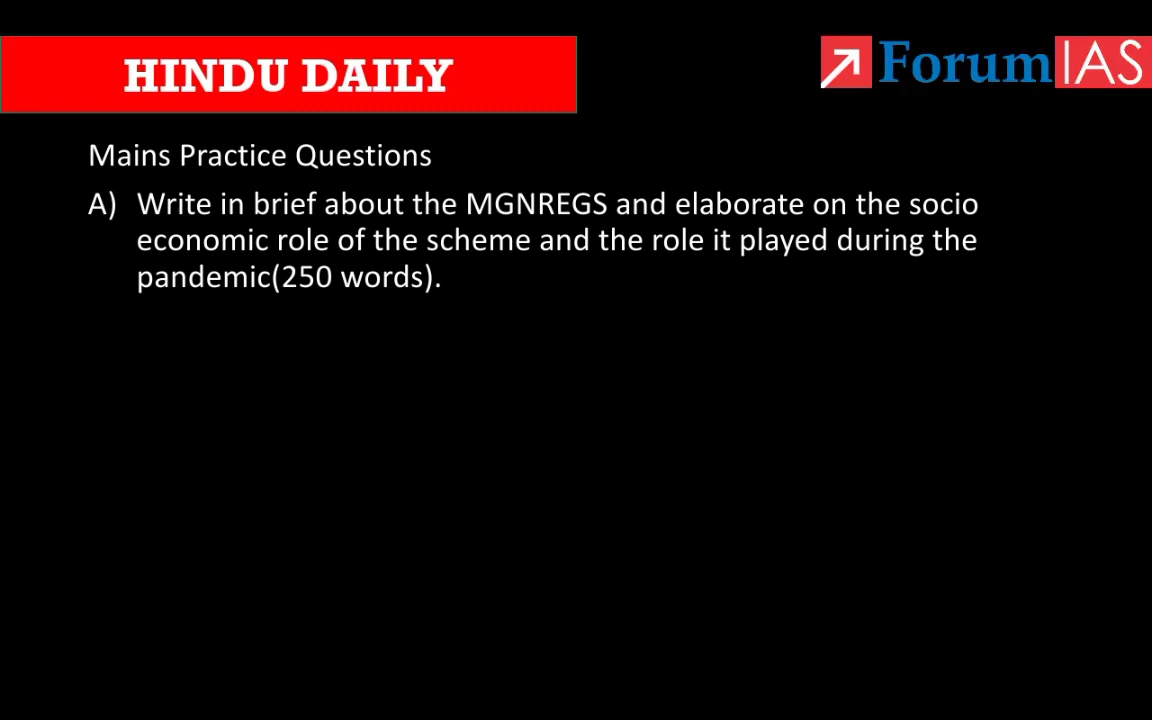 HINDU DAILY
ForumIAS
Mains Practice Questions
A) Write in brief about the MGNREGS and elaborate on the socio
economic role of the scheme and the role it played during the
pandemic(250 words).